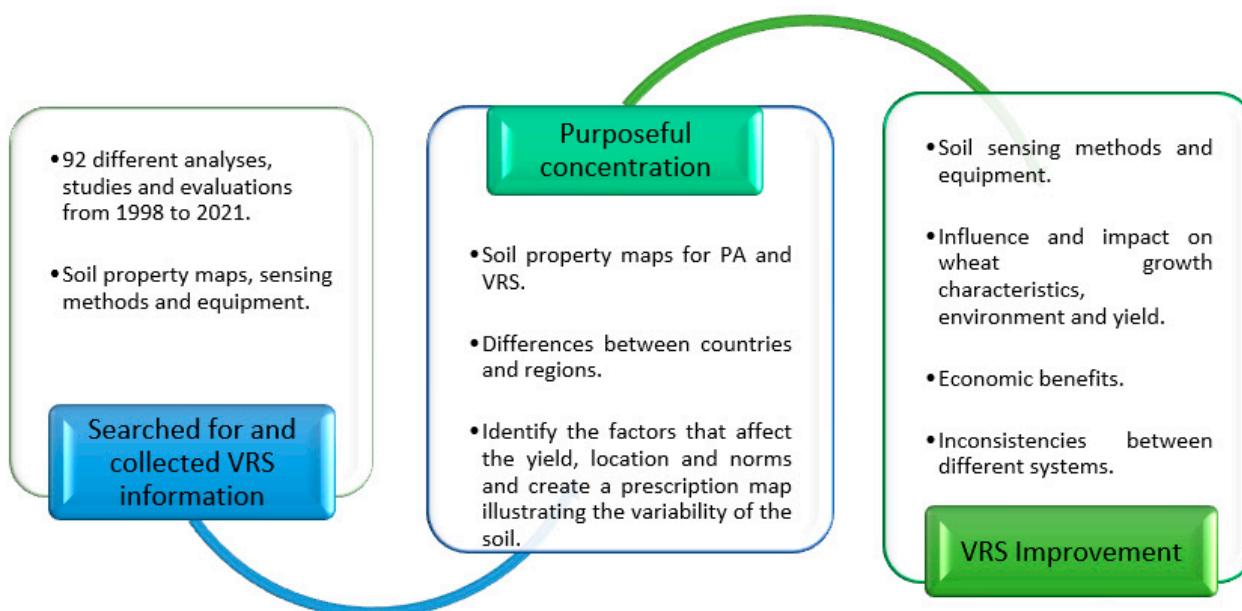 •92 different analyses,
studies and evaluations
from 1998 to 2021.
•Soil property maps, sensing
methods and equipment.
Searched for and
collected VRS
information
Purposeful
concentration
•Soil property maps for PA and
VRS.
•Differences between countries
and regions.
•Identify the factors that affect
the yield, location and norms
and create a prescription map
illustrating the variability of the
soil.
•Soil sensing methods and
equipment.
•Influence and impact on
wheat growth
characteristics,
environment and yield.
•Economic benefits.
•Inconsistencies between
different systems.
VRS Improvement